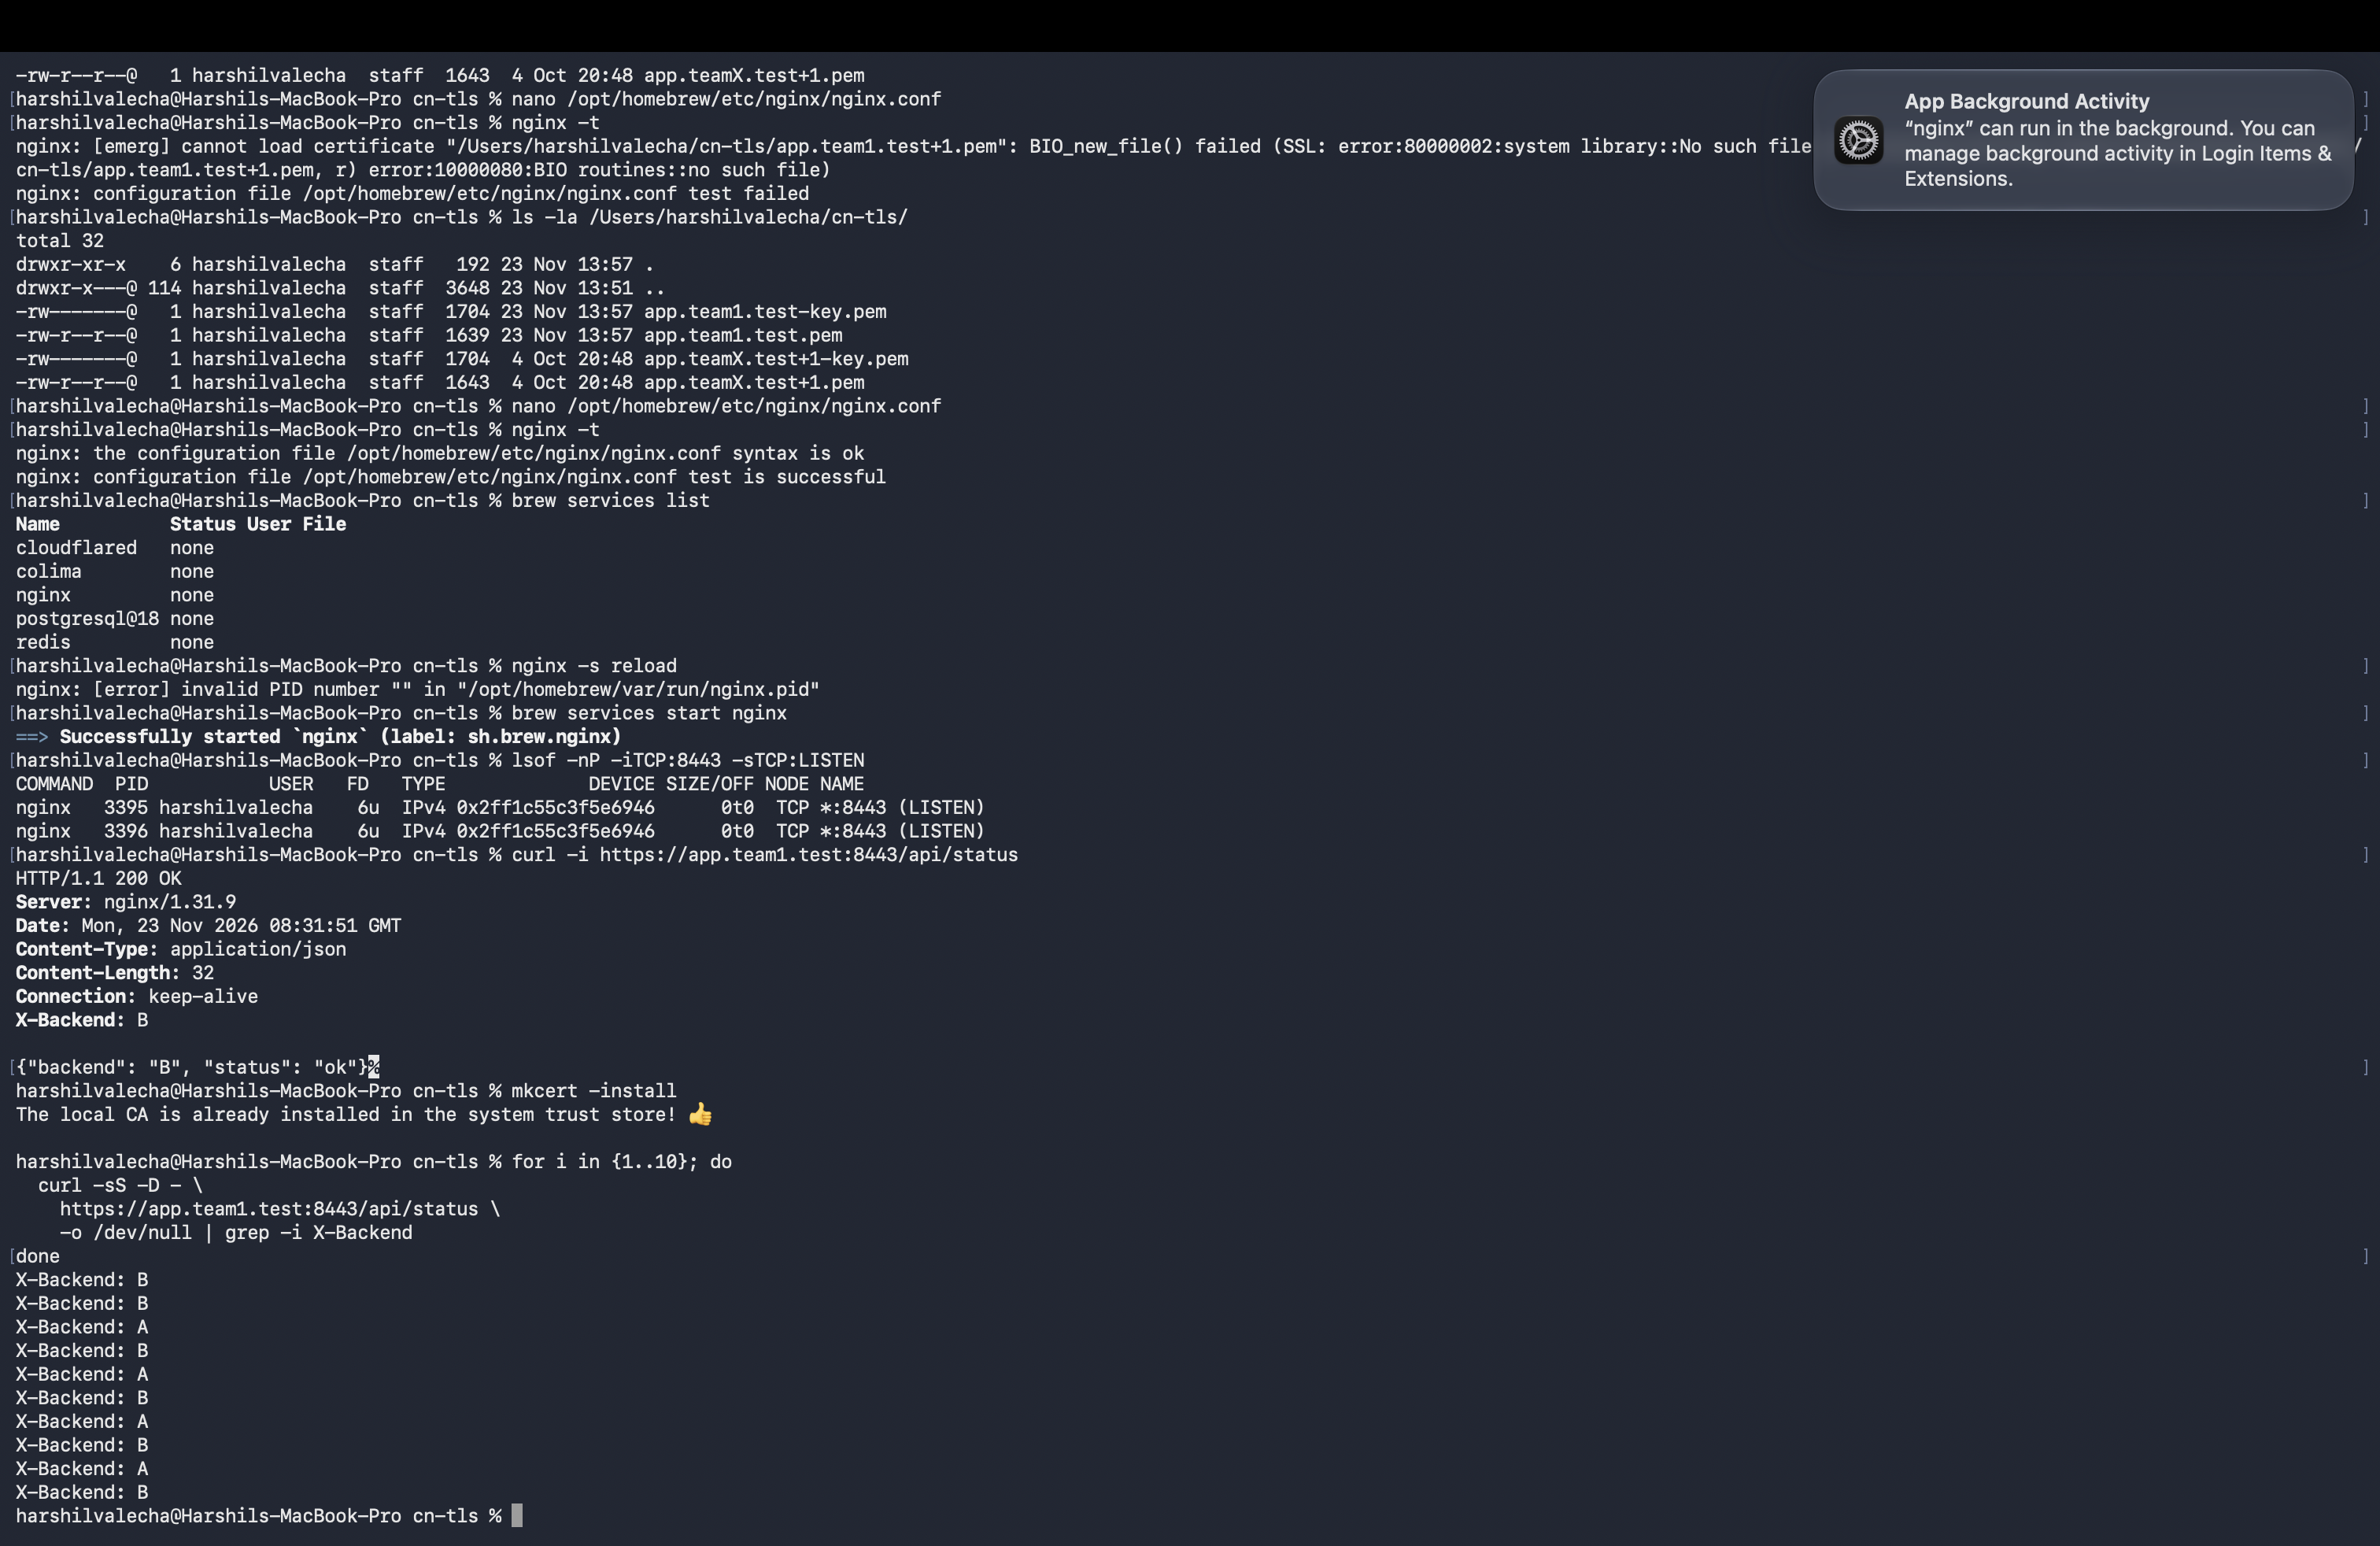 -rw-r--r--@   1 harshilvalecha  staff  1643  4 Oct 20:48 app.teamX.test+1.pem
[harshilvalecha@Harshils-MacBook-Pro cn-tls % nano /opt/homebrew/etc/nginx/nginx.conf ]
[harshilvalecha@Harshils-MacBook-Pro cn-tls % nginx -t ]
nginx: [emerg] cannot load certificate "/Users/harshilvalecha/cn-tls/app.team1.test+1.pem": BIO_new_file() failed (SSL: error:80000002:system library::No such file /
cn-tls/app.team1.test+1.pem, r) error:10000080:BIO routines::no such file)
nginx: configuration file /opt/homebrew/etc/nginx/nginx.conf test failed
[harshilvalecha@Harshils-MacBook-Pro cn-tls % ls -la /Users/harshilvalecha/cn-tls/ ]
total 32
drwxr-xr-x    6 harshilvalecha  staff   192 23 Nov 13:57 .
drwxr-x---@ 114 harshilvalecha  staff  3648 23 Nov 13:51 ..
-rw-------@   1 harshilvalecha  staff  1704 23 Nov 13:57 app.team1.test-key.pem
-rw-r--r--@   1 harshilvalecha  staff  1639 23 Nov 13:57 app.team1.test.pem
-rw-------@   1 harshilvalecha  staff  1704  4 Oct 20:48 app.teamX.test+1-key.pem
-rw-r--r--@   1 harshilvalecha  staff  1643  4 Oct 20:48 app.teamX.test+1.pem
[harshilvalecha@Harshils-MacBook-Pro cn-tls % nano /opt/homebrew/etc/nginx/nginx.conf ]
[harshilvalecha@Harshils-MacBook-Pro cn-tls % nginx -t ]
nginx: the configuration file /opt/homebrew/etc/nginx/nginx.conf syntax is ok
nginx: configuration file /opt/homebrew/etc/nginx/nginx.conf test is successful
[harshilvalecha@Harshils-MacBook-Pro cn-tls % brew services list ]
Name          Status User File
cloudflared   none
colima        none
nginx         none
postgresql@18 none
redis         none
[harshilvalecha@Harshils-MacBook-Pro cn-tls % nginx -s reload ]
nginx: [error] invalid PID number "" in "/opt/homebrew/var/run/nginx.pid"
[harshilvalecha@Harshils-MacBook-Pro cn-tls % brew services start nginx ]
==> Successfully started `nginx` (label: sh.brew.nginx)
[harshilvalecha@Harshils-MacBook-Pro cn-tls % lsof -nP -iTCP:8443 -sTCP:LISTEN ]
COMMAND  PID           USER   FD   TYPE             DEVICE SIZE/OFF NODE NAME
nginx   3395 harshilvalecha    6u  IPv4 0x2ff1c55c3f5e6946      0t0  TCP *:8443 (LISTEN)
nginx   3396 harshilvalecha    6u  IPv4 0x2ff1c55c3f5e6946      0t0  TCP *:8443 (LISTEN)
[harshilvalecha@Harshils-MacBook-Pro cn-tls % curl -i https://app.team1.test:8443/api/status ]
HTTP/1.1 200 OK
Server: nginx/1.31.9
Date: Mon, 23 Nov 2026 08:31:51 GMT
Content-Type: application/json
Content-Length: 32
Connection: keep-alive
X-Backend: B
[{"backend": "B", "status": "ok"}% ]
harshilvalecha@Harshils-MacBook-Pro cn-tls % mkcert -install
The local CA is already installed in the system trust store! 👍
harshilvalecha@Harshils-MacBook-Pro cn-tls % for i in {1..10}; do
  curl -sS -D - \
    https://app.team1.test:8443/api/status \
    -o /dev/null | grep -i X-Backend
[done ]
X-Backend: B
X-Backend: B
X-Backend: A
X-Backend: B
X-Backend: A
X-Backend: B
X-Backend: A
X-Backend: B
X-Backend: A
X-Backend: B
harshilvalecha@Harshils-MacBook-Pro cn-tls %
App Background Activity
“nginx” can run in the background. You can
manage background activity in Login Items &
Extensions.